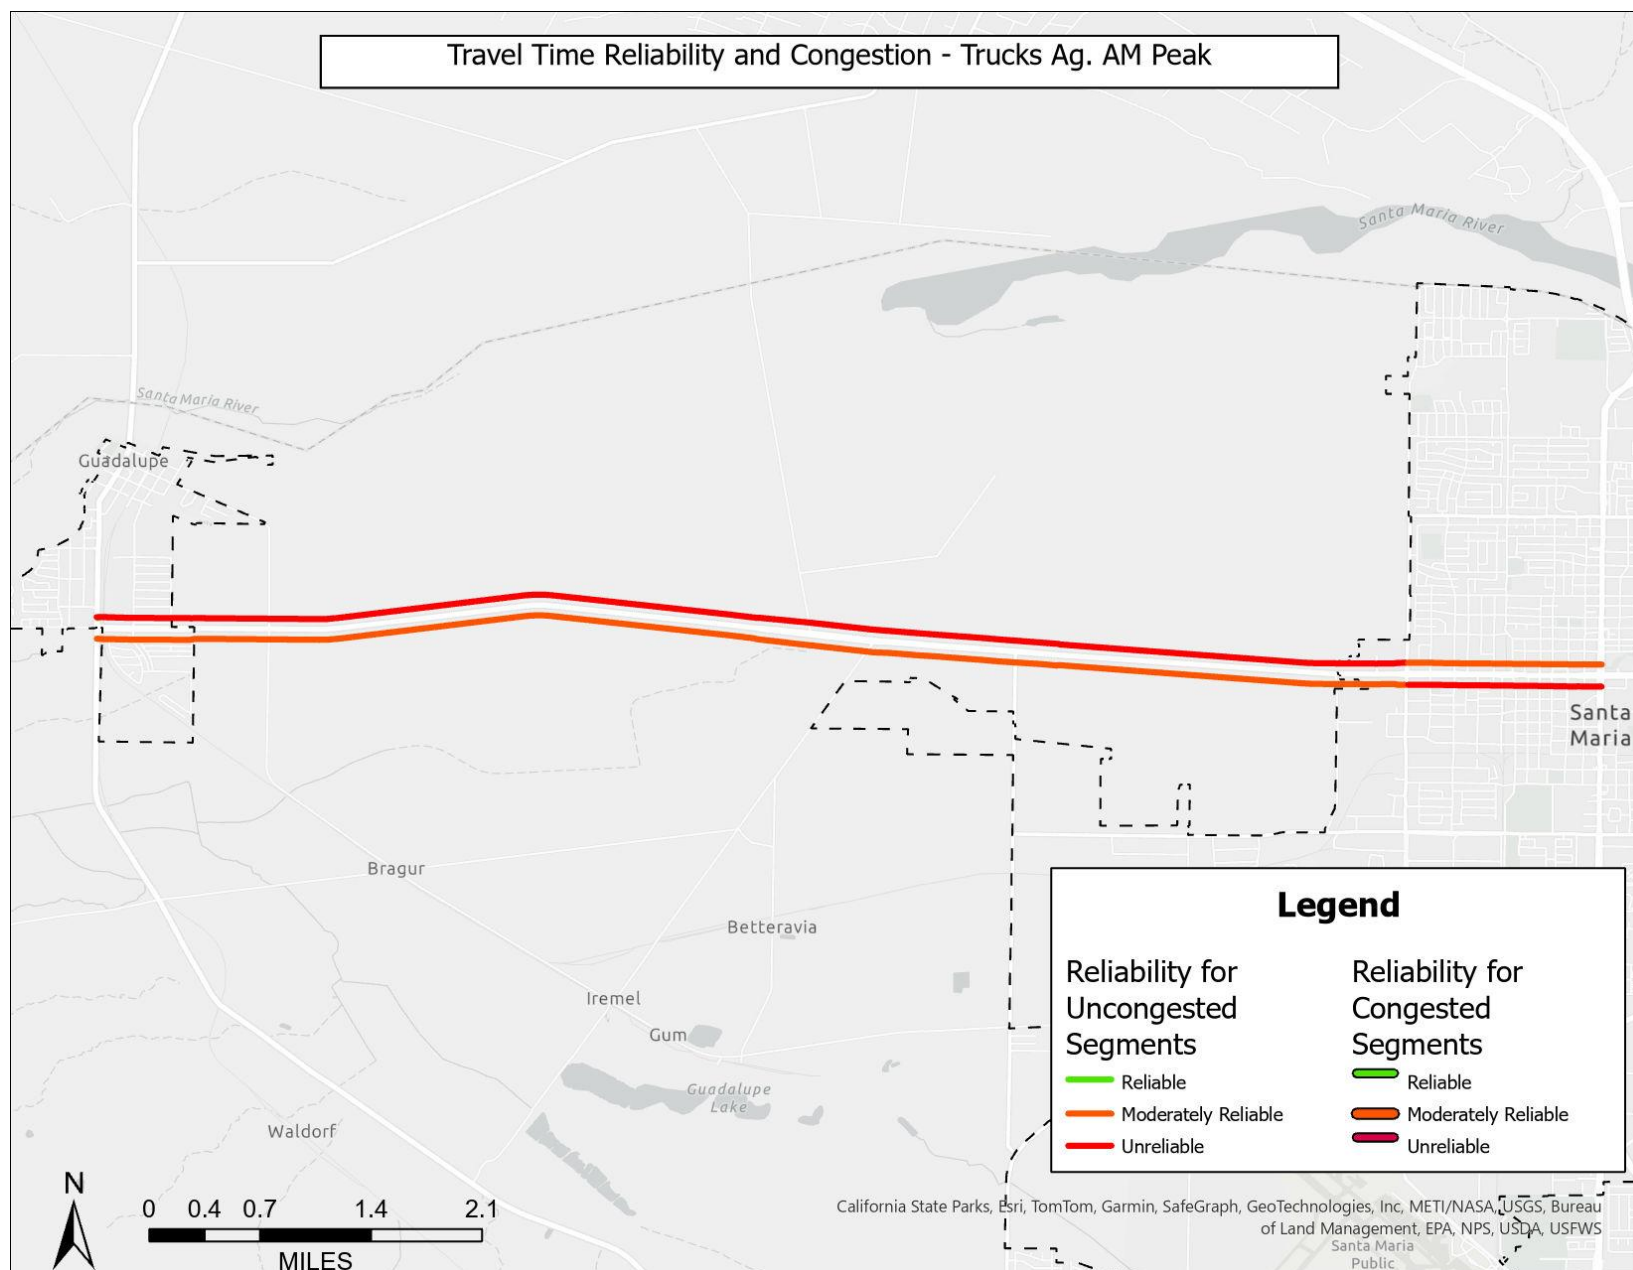 Travel Time Reliability and Congestion - Trucks Ag. AM Peak
Santa Maria River
Santa Maria River
Guadalupe
Santa
Maria
Bragur
Betteravia
Iremel
Gum
Guadalupe
Lake
Waldorf
Legend
Reliability for
Uncongested
Segments
Reliable
Moderately Reliable
Unreliable
Reliability for
Congested
Segments
Reliable
Moderately Reliable
Unreliable
N
0 0.4 0.7 1.4 2.1
MILES
California State Parks, Esri, TomTom, Garmin, SafeGraph, GeoTechnologies, Inc, METI/NASA, USGS, Bureau
of Land Management, EPA, NPS, USDA, USFWS
Santa Maria
Public